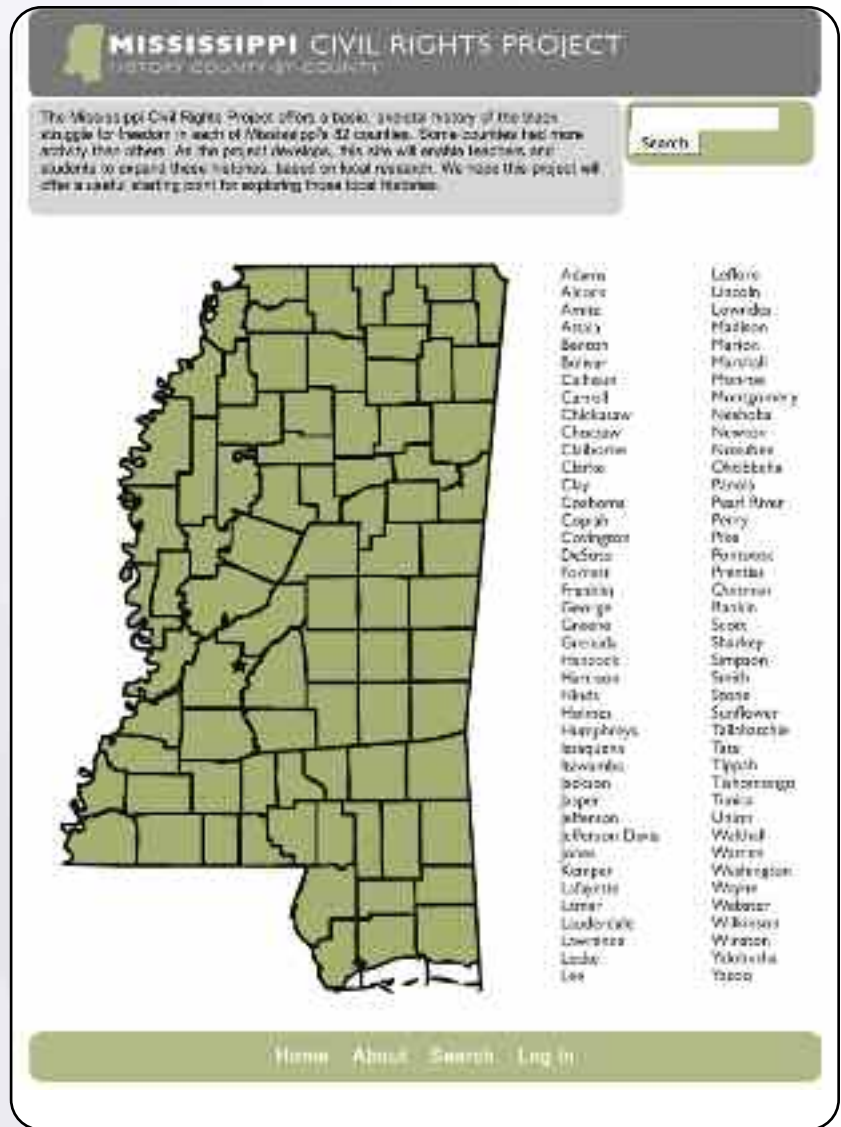 MISSISSIPPI CIVIL RIGHTS PROJECT
HISTORY COUNTY-BY-COUNTY
The Mississippi Civil Rights Project offers a basic, skeletal history of the black
struggle for freedom in each of Mississippi's 82 counties. Some counties had more
activity than others. As the project develops, this site will enable teachers and
students to expand these histories, based on local research. We hope this project will
offer a useful starting point for exploring those local histories.
Search
Adams
Alcorn
Amite
Attala
Benton
Bolivar
Calhoun
Carroll
Chickasaw
Choctaw
Claiborne
Clarke
Clay
Coahoma
Copiah
Covington
DeSoto
Forrest
Franklin
George
Greene
Grenada
Hancock
Harrison
Hinds
Holmes
Humphreys
Issaquena
Itawamba
Jackson
Jasper
Jefferson
Jefferson Davis
Jones
Kemper
Lafayette
Lamar
Lauderdale
Lawrence
Leake
Lee
Leflore
Lincoln
Lowndes
Madison
Marion
Marshall
Monroe
Montgomery
Neshoba
Newton
Noxubee
Oktibbeha
Panola
Pearl River
Perry
Pike
Pontotoc
Prentiss
Quitman
Rankin
Scott
Sharkey
Simpson
Smith
Stone
Sunflower
Tallahatchie
Tate
Tippah
Tishomingo
Tunica
Union
Walthall
Warren
Washington
Wayne
Webster
Wilkinson
Winston
Yalobusha
Yazoo
Home About Search Log in